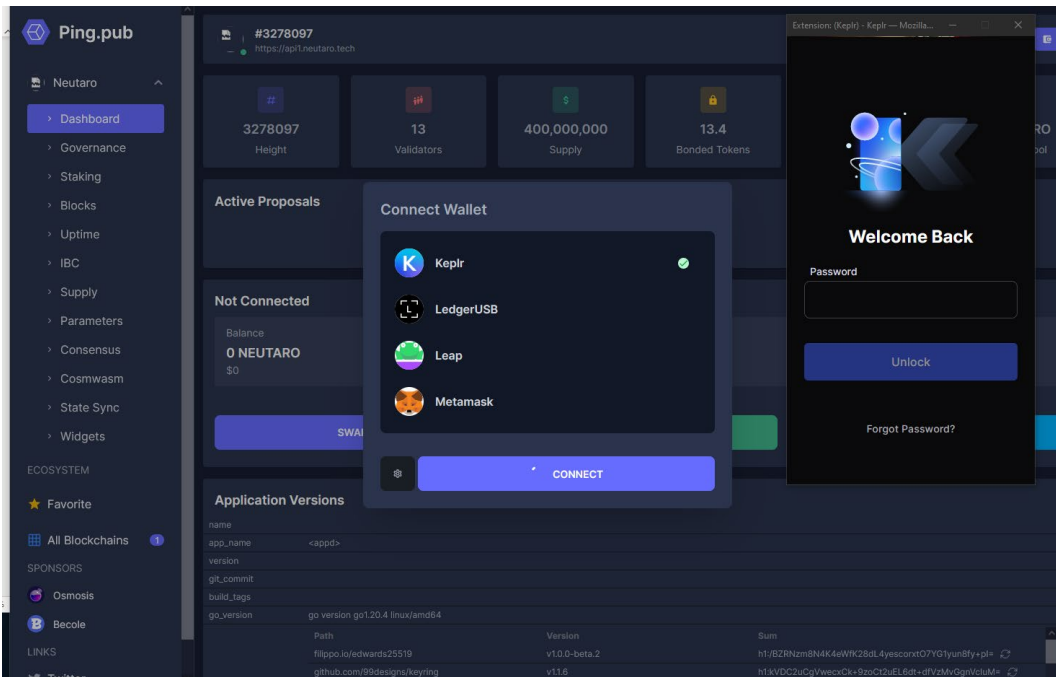 Ping.pub
Neutaro
Dashboard
Governance
Staking
Blocks
Uptime
IBC
Supply
Parameters
Consensus
Cosmwasm
State Sync
Widgets
ECOSYSTEM
Favorite
All Blockchains 1
SPONSORS
Osmosis
Becole
LINKS
Twitter
#3278097
https://api1.neutaro.tech
3278097
Height
13
Validators
400,000,000
Supply
13.4
Bonded Tokens
Active Proposals
Not Connected
Balance
0 NEUTARO
$0
Connect Wallet
K Keplr
L LedgerUSB
Leap
Metamask
CONNECT
Application Versions
name
app_name <appd>
version
git_commit
build_tags
go_version go version go1.20.4 linux/amd64
Path Version Sum
filippo.io/edwards25519 v1.0.0-beta.2 h1:/BZRNzm8N4K4eWfK28dL4yescorxtO7YG1yun8fy+pI=
github.com/99designs/keyring v1.1.6 h1:kVDC2uCgVwecxCk+9zoCt2uEL6dt+dfVzMvGgnVcIuM=
Extension: (Keplr) - Keplr — Mozilla...
Welcome Back
Password
Unlock
Forgot Password?